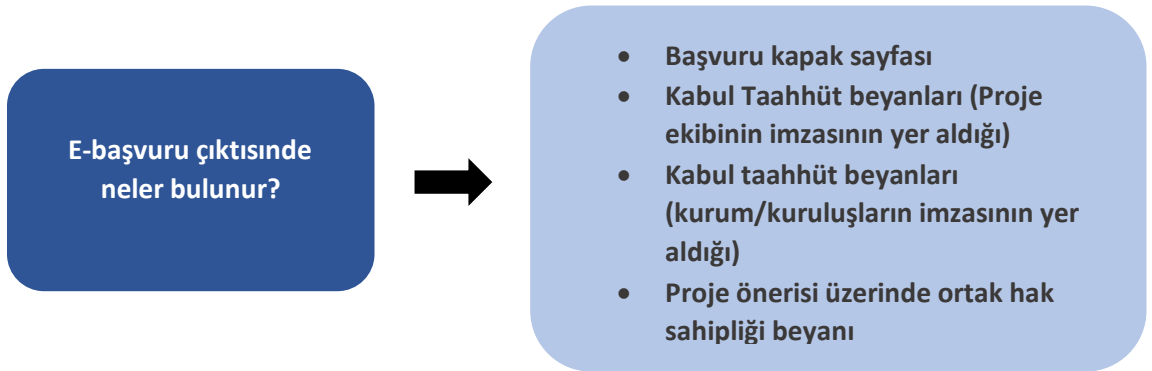 E-başvuru çıktısınde
neler bulunur?
• Başvuru kapak sayfası
• Kabul Taahhüt beyanları (Proje
ekibinin imzasının yer aldığı)
• Kabul taahhüt beyanları
(kurum/kuruluşların imzasının yer
aldığı)
• Proje önerisi üzerinde ortak hak
sahipliği beyanı